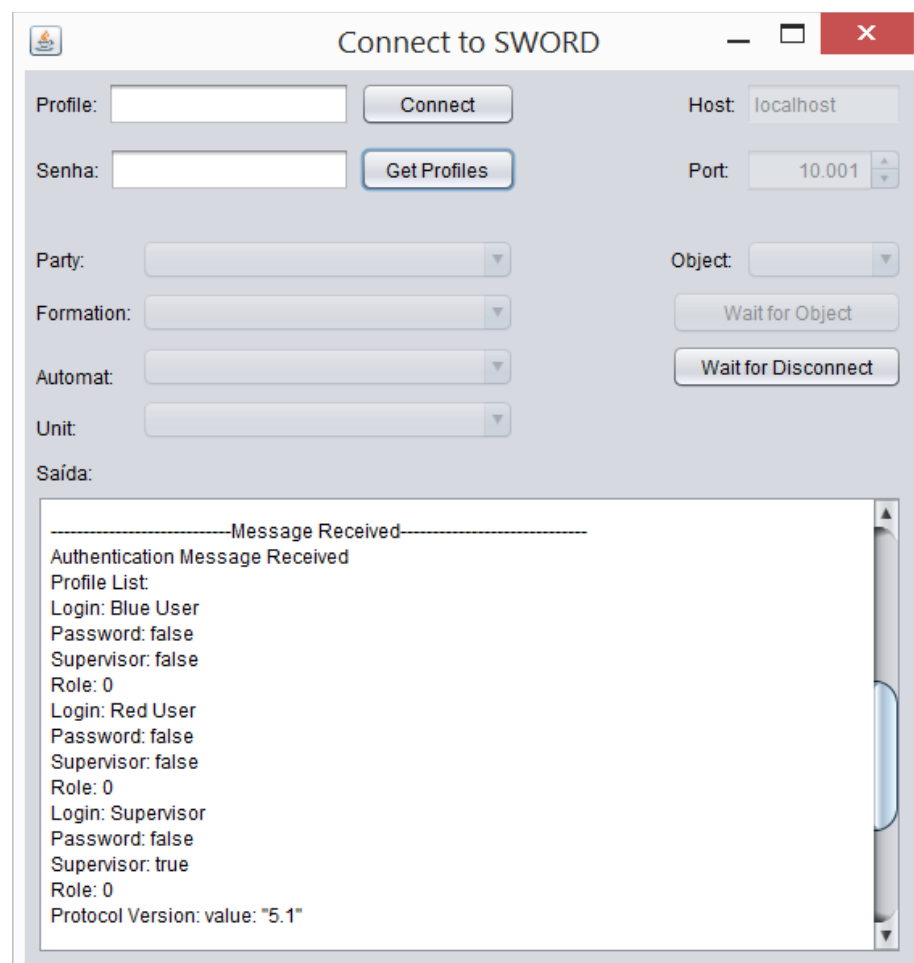 Connect to SWORD
Profile: Connect Host: localhost
Senha: Get Profiles Port: 10.001
Party: Object:
Formation: Wait for Object
Automat: Wait for Disconnect
Unit:
Saída:
----------------------------Message Received-----------------------------
Authentication Message Received
Profile List:
Login: Blue User
Password: false
Supervisor: false
Role: 0
Login: Red User
Password: false
Supervisor: false
Role: 0
Login: Supervisor
Password: false
Supervisor: true
Role: 0
Protocol Version: value: "5.1"